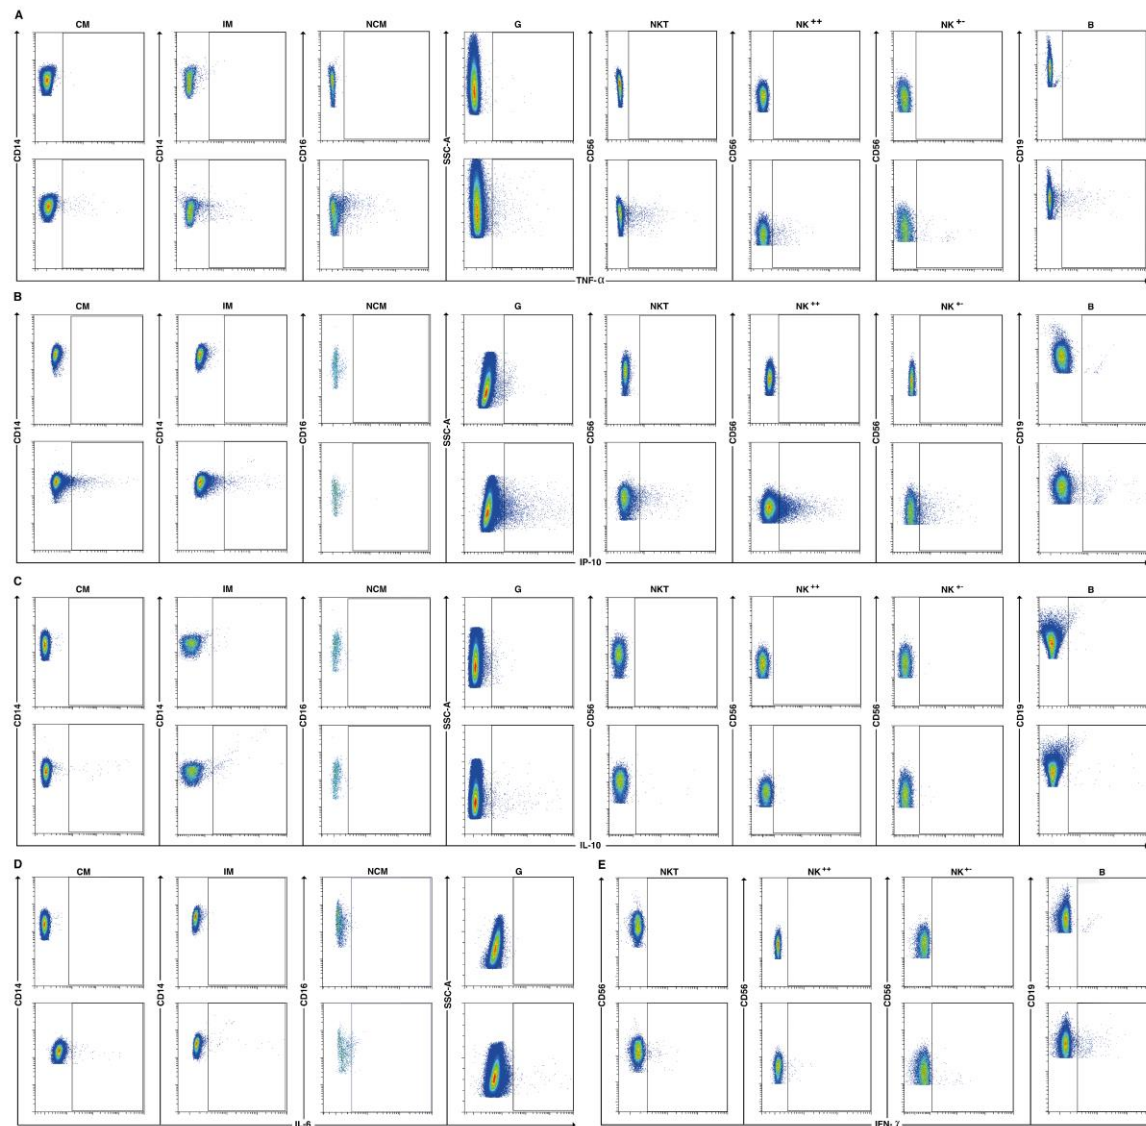 A
CM IM NCM G NKT NK++ NK+- B
CD14 CD14 CD16 SSC-A CD56 CD56 CD56 CD19
TNF-α
B
CM IM NCM G NKT NK++ NK+- B
CD14 CD14 CD16 SSC-A CD56 CD56 CD56 CD19
IP-10
C
CM IM NCM G NKT NK++ NK+- B
CD14 CD14 CD16 SSC-A CD56 CD56 CD56 CD19
IL-10
D E
CM IM NCM G NKT NK++ NK+- B
CD14 CD14 CD16 SSC-A CD56 CD56 CD56 CD19
IL-6 IFN-γ